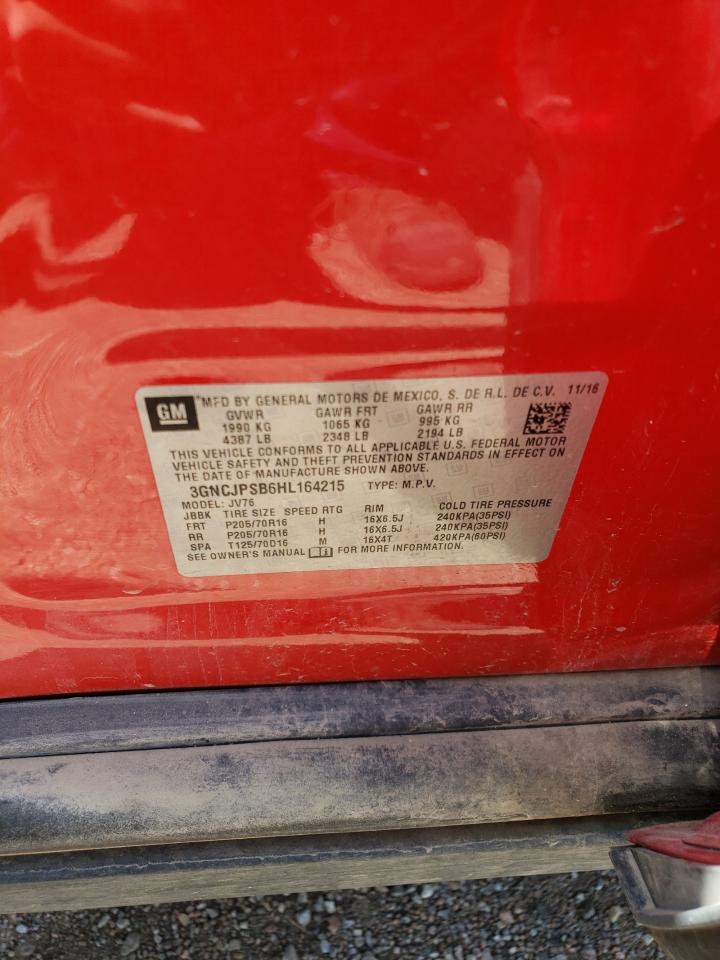 GM
*MFD BY GENERAL MOTORS DE MEXICO, S. DE R.L. DE C.V. 11/16
GVWR GAWR FRT GAWR RR
1990 KG 1065 KG 995 KG
4387 LB 2348 LB 2194 LB
THIS VEHICLE CONFORMS TO ALL APPLICABLE U.S. FEDERAL MOTOR
VEHICLE SAFETY AND THEFT PREVENTION STANDARDS IN EFFECT ON
THE DATE OF MANUFACTURE SHOWN ABOVE.
3GNCJPSB6HL164215 TYPE: M.P.V.
MODEL: JV76
JBBK TIRE SIZE SPEED RTG RIM COLD TIRE PRESSURE
FRT P205/70R16 H 16X6.5J 240KPA(35PSI)
RR P205/70R16 H 16X6.5J 240KPA(35PSI)
SPA T125/70D16 M 16X4T 420KPA(60PSI)
SEE OWNER'S MANUAL FOR MORE INFORMATION.